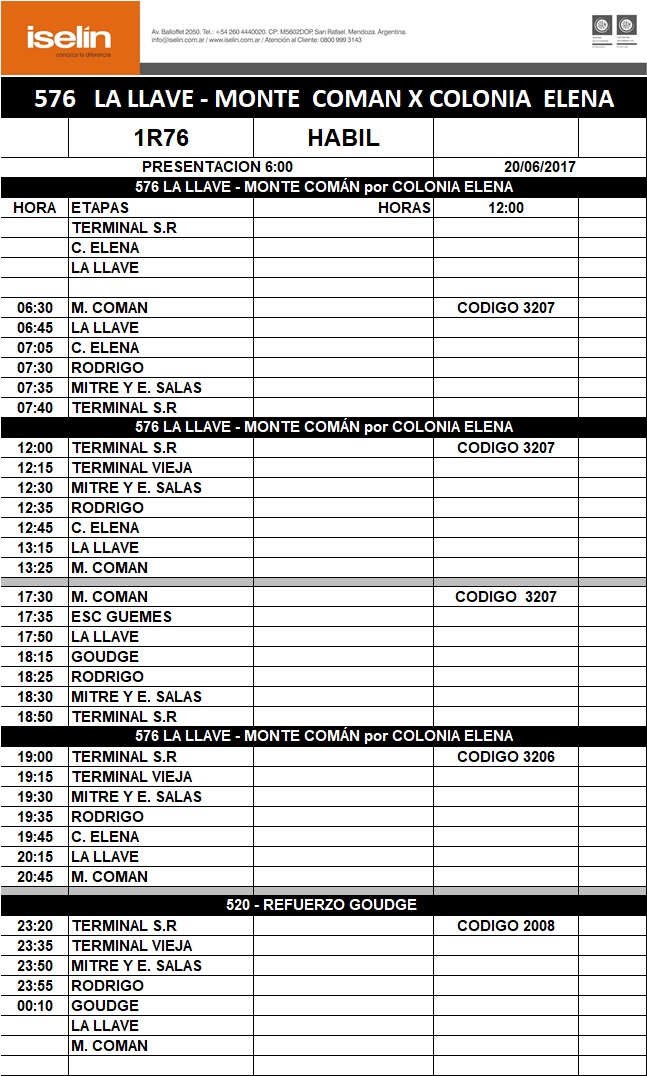 iselín
conozca la diferencia
Av. Balloffet 2050. Tel.: +54 260 4440020. CP: M5602DOP. San Rafael. Mendoza. Argentina.
info@iselin.com.ar / www.iselin.com.ar / Atención al Cliente: 0800 999 3143
576 LA LLAVE - MONTE COMAN X COLONIA ELENA
1R76 HABIL
PRESENTACION 6:00 20/06/2017
576 LA LLAVE - MONTE COMÁN por COLONIA ELENA
HORA ETAPAS HORAS 12:00
TERMINAL S.R
C. ELENA
LA LLAVE
06:30 M. COMAN CODIGO 3207
06:45 LA LLAVE
07:05 C. ELENA
07:30 RODRIGO
07:35 MITRE Y E. SALAS
07:40 TERMINAL S.R
576 LA LLAVE - MONTE COMÁN por COLONIA ELENA
12:00 TERMINAL S.R CODIGO 3207
12:15 TERMINAL VIEJA
12:30 MITRE Y E. SALAS
12:35 RODRIGO
12:45 C. ELENA
13:15 LA LLAVE
13:25 M. COMAN
17:30 M. COMAN CODIGO 3207
17:35 ESC GUEMES
17:50 LA LLAVE
18:15 GOUDGE
18:25 RODRIGO
18:30 MITRE Y E. SALAS
18:50 TERMINAL S.R
576 LA LLAVE - MONTE COMÁN por COLONIA ELENA
19:00 TERMINAL S.R CODIGO 3206
19:15 TERMINAL VIEJA
19:30 MITRE Y E. SALAS
19:35 RODRIGO
19:45 C. ELENA
20:15 LA LLAVE
20:45 M. COMAN
520 - REFUERZO GOUDGE
23:20 TERMINAL S.R CODIGO 2008
23:35 TERMINAL VIEJA
23:50 MITRE Y E. SALAS
23:55 RODRIGO
00:10 GOUDGE
LA LLAVE
M. COMAN